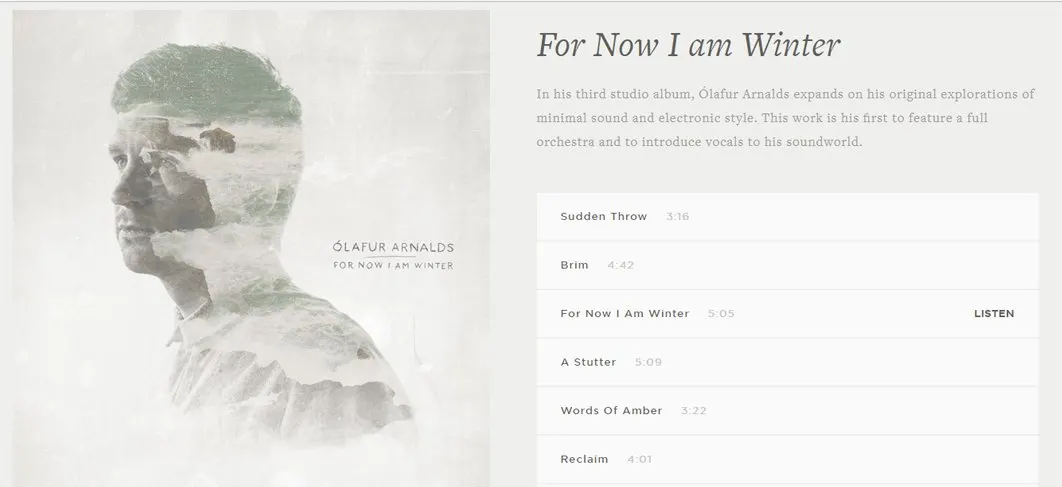 ÓLAFUR ARNALDS
FOR NOW I AM WINTER
For Now I am Winter
In his third studio album, Ólafur Arnalds expands on his original explorations of
minimal sound and electronic style. This work is his first to feature a full
orchestra and to introduce vocals to his soundworld.
Sudden Throw 3:16
Brim 4:42
For Now I Am Winter 5:05 LISTEN
A Stutter 5:09
Words Of Amber 3:22
Reclaim 4:01